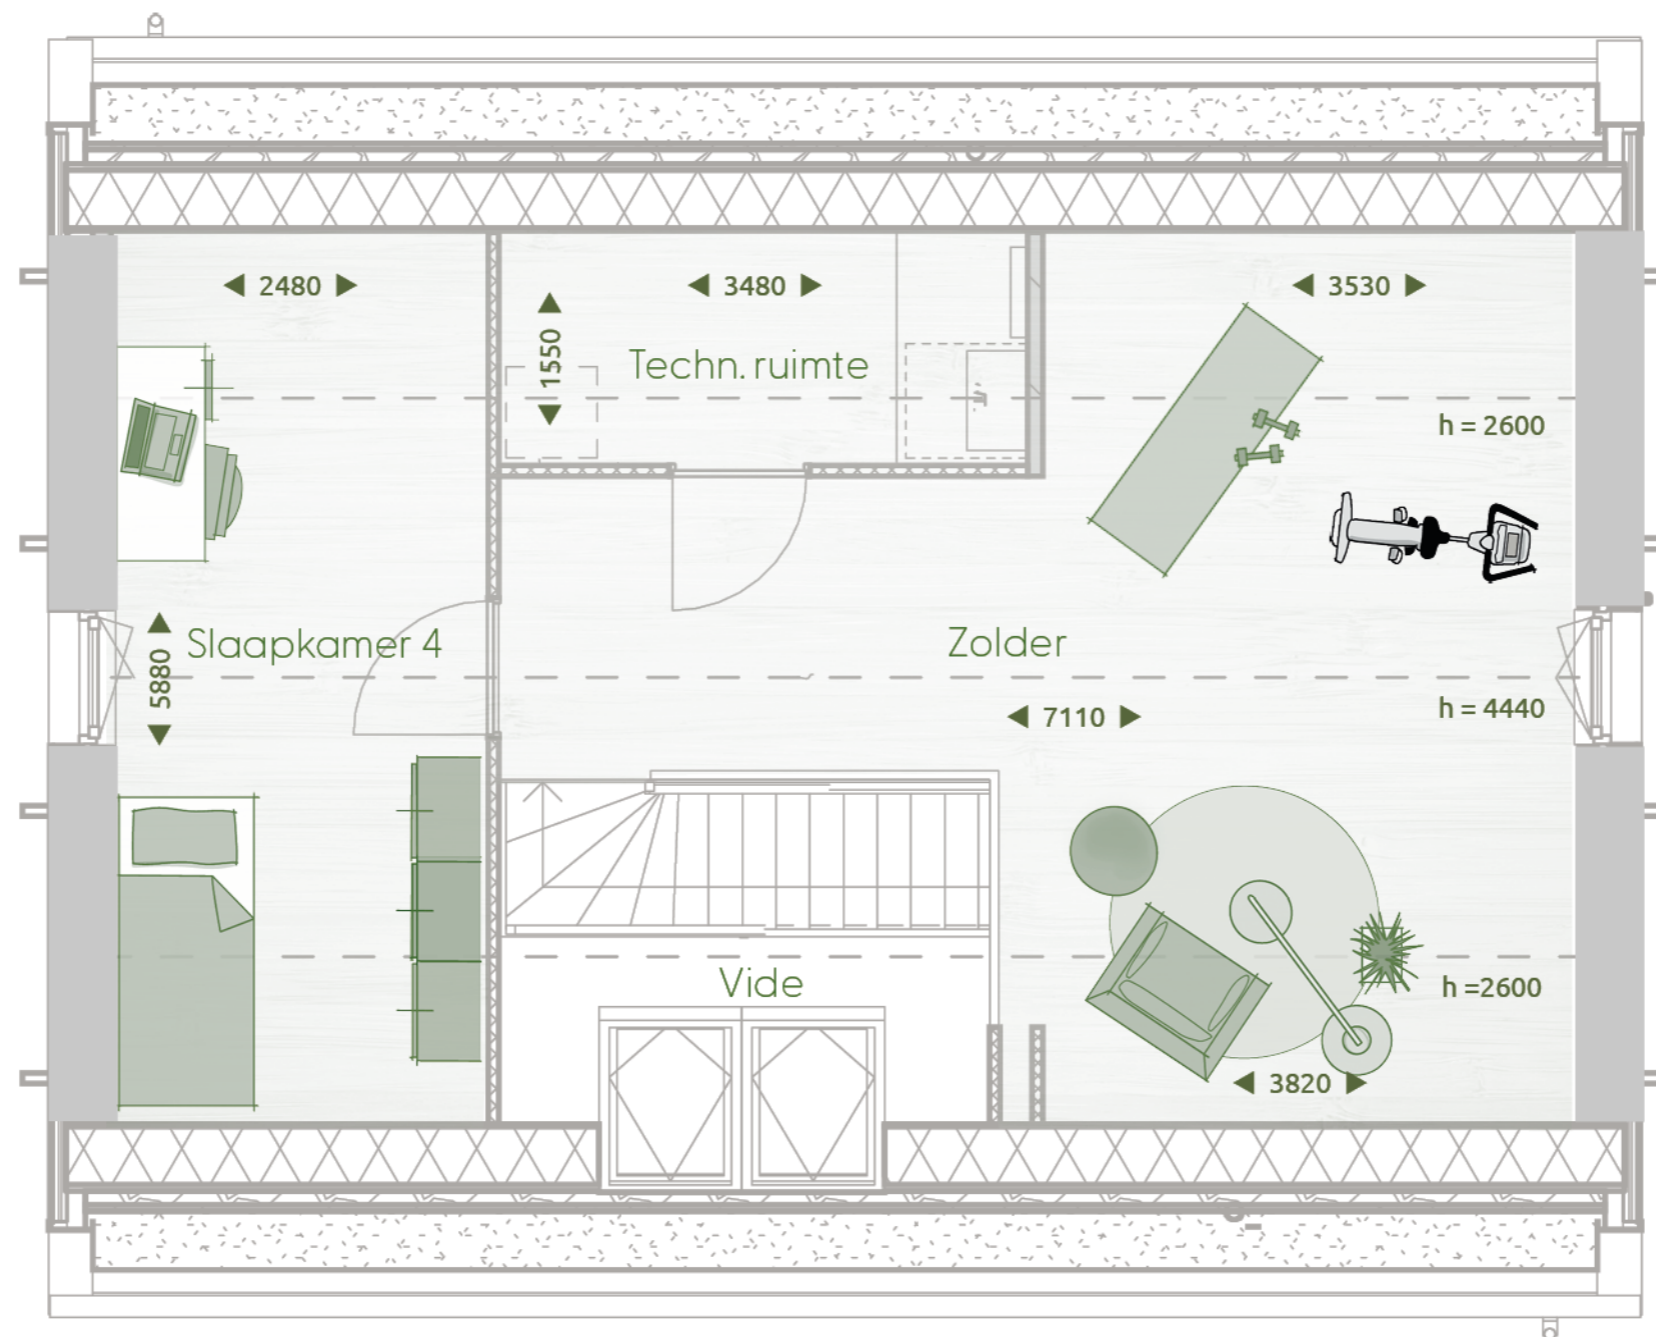 2480
3480
3530
1550
Techn. ruimte
h = 2600
Slaapkamer 4
5880
Zolder
7110
h = 4440
Vide
h =2600
3820